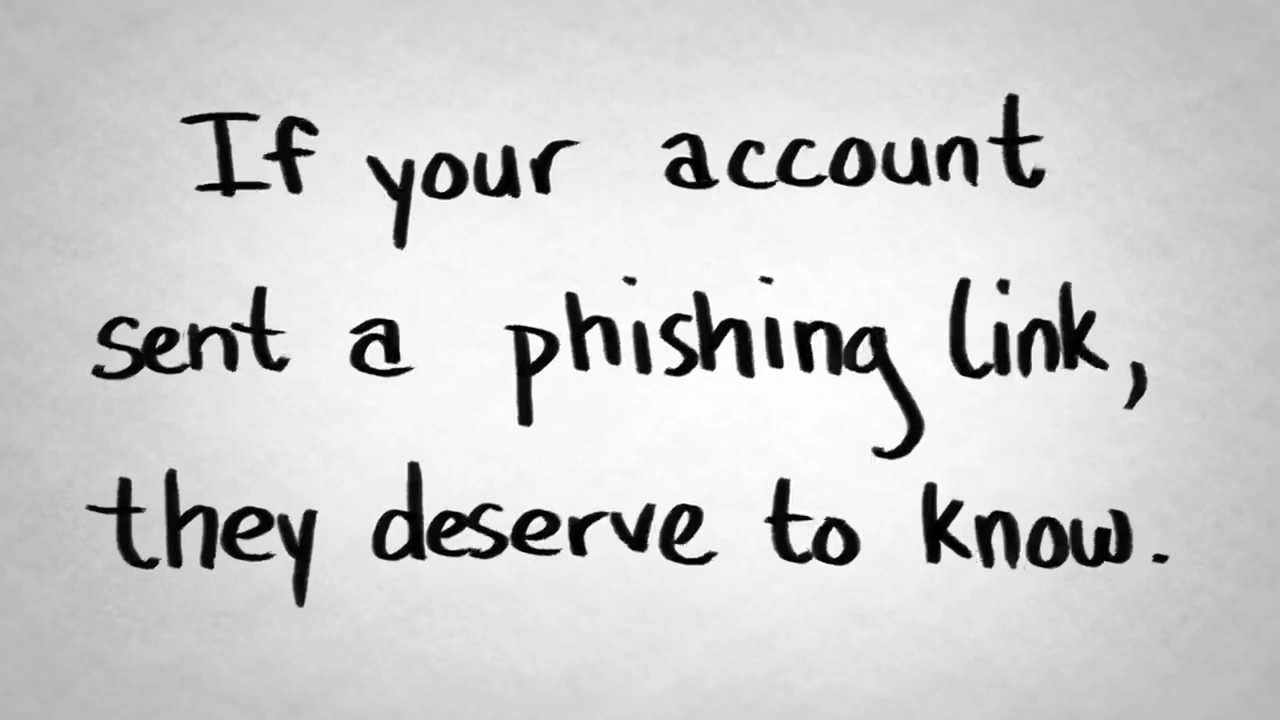 If your account
sent a phishing link,
they deserve to know.